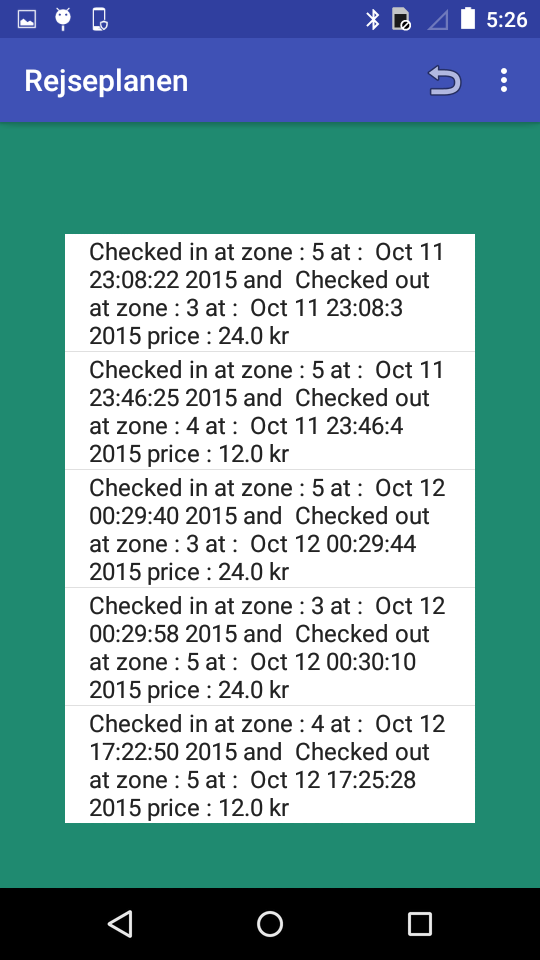 5:26
Rejseplanen
Checked in at zone : 5 at :  Oct 11
23:08:22 2015 and  Checked out
at zone : 3 at :  Oct 11 23:08:3
2015 price : 24.0 kr
Checked in at zone : 5 at :  Oct 11
23:46:25 2015 and  Checked out
at zone : 4 at :  Oct 11 23:46:4
2015 price : 12.0 kr
Checked in at zone : 5 at :  Oct 12
00:29:40 2015 and  Checked out
at zone : 3 at :  Oct 12 00:29:44
2015 price : 24.0 kr
Checked in at zone : 3 at :  Oct 12
00:29:58 2015 and  Checked out
at zone : 5 at :  Oct 12 00:30:10
2015 price : 24.0 kr
Checked in at zone : 4 at :  Oct 12
17:22:50 2015 and  Checked out
at zone : 5 at :  Oct 12 17:25:28
2015 price : 12.0 kr